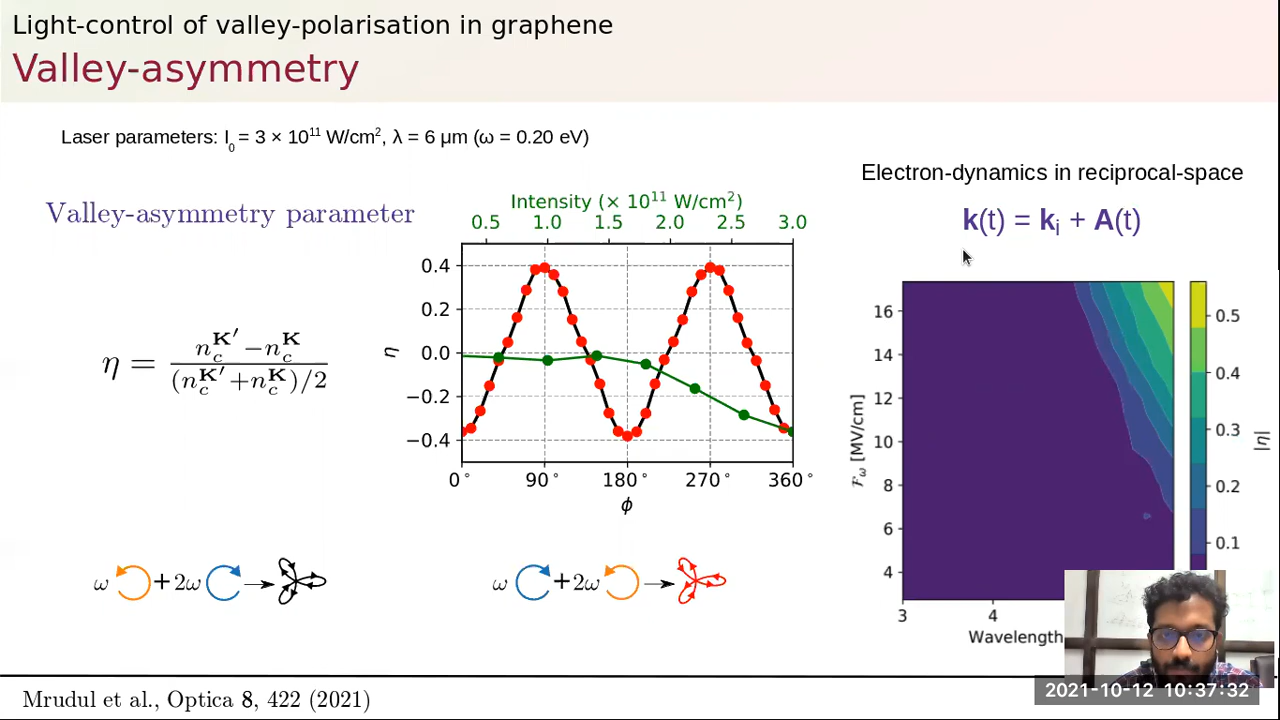 Light-control of valley-polarisation in graphene
Valley-asymmetry
Laser parameters: I₀ = 3 × 10¹¹ W/cm², λ = 6 μm (ω = 0.20 eV)
Electron-dynamics in reciprocal-space
k(t) = kᵢ + A(t)
Valley-asymmetry parameter
η = (n_c^K′ − n_c^K) / ((n_c^K′ + n_c^K)/2)
Intensity (× 10¹¹ W/cm²)
0.5 1.0 1.5 2.0 2.5 3.0
0.4
0.2
0.0
−0.2
−0.4
η
0° 90° 180° 270° 360°
ϕ
16
14
12
10
8
6
4
F_ω [MV/cm]
3 4
Wavelength
0.5
0.4
0.3
0.2
0.1
|η|
ω + 2ω
ω + 2ω
Mrudul et al., Optica 8, 422 (2021)
2021-10-12 10:37:32